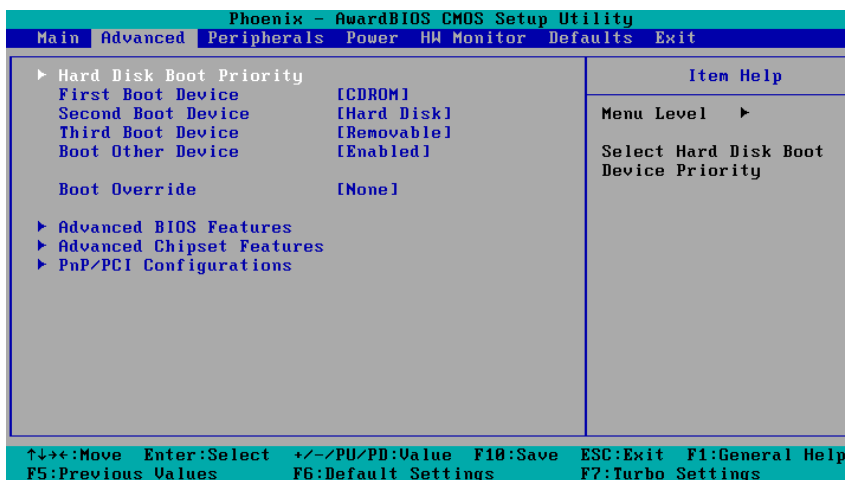 Phoenix - AwardBIOS CMOS Setup Utility
Main Advanced Peripherals Power HW Monitor Defaults Exit
Hard Disk Boot Priority
First Boot Device [CDROM]
Second Boot Device [Hard Disk]
Third Boot Device [Removable]
Boot Other Device [Enabled]
Boot Override [None]
Advanced BIOS Features
Advanced Chipset Features
PnP/PCI Configurations
Item Help
Menu Level
Select Hard Disk Boot
Device Priority
↑↓→←:Move Enter:Select +/-/PU/PD:Value F10:Save ESC:Exit F1:General Help
F5:Previous Values F6:Default Settings F7:Turbo Settings